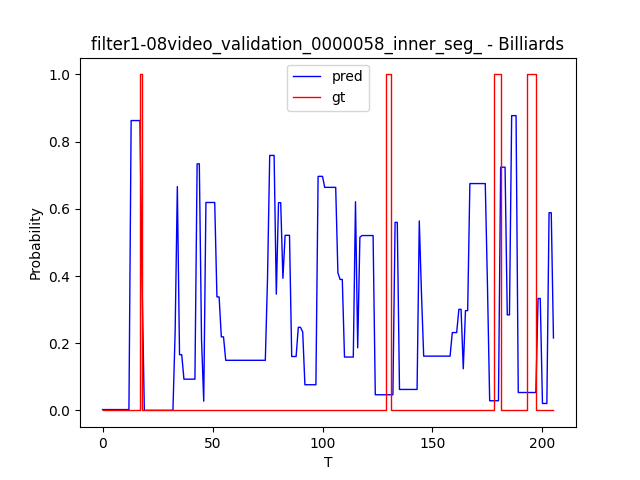 filter1-08video_validation_0000058_inner_seg_ - Billiards
pred
gt
1.0
0.8
0.6
0.4
0.2
0.0
Probability
0
50
100
150
200
T